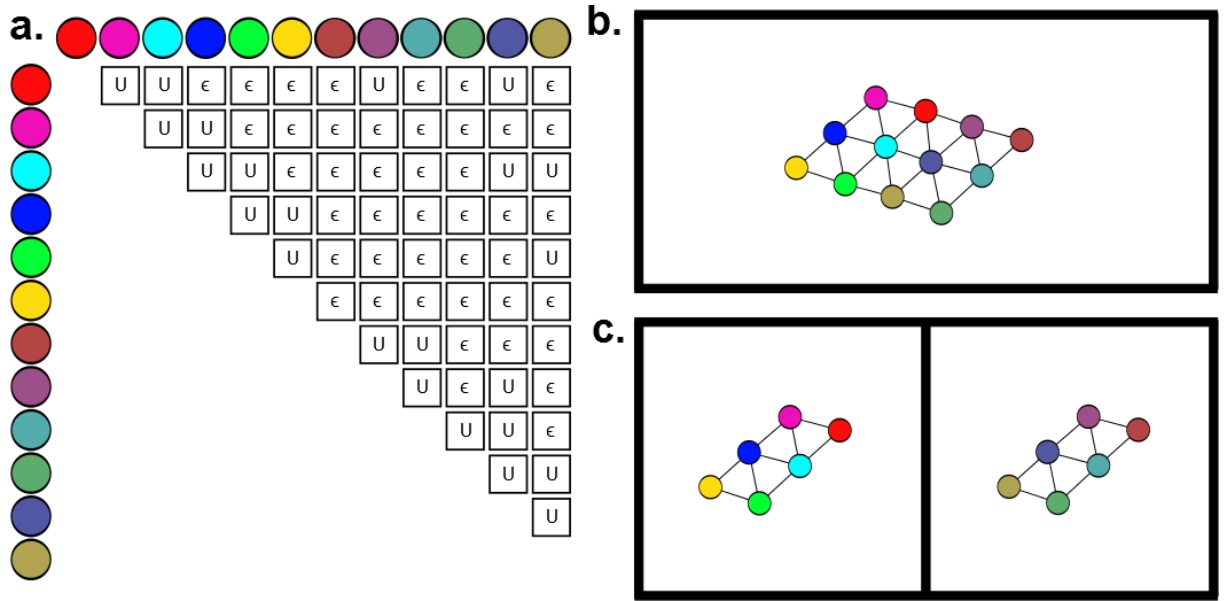 a.
U U ϵ ϵ ϵ ϵ U ϵ ϵ U ϵ
U U ϵ ϵ ϵ ϵ ϵ ϵ ϵ ϵ
U U ϵ ϵ ϵ ϵ ϵ U U
U U ϵ ϵ ϵ ϵ ϵ ϵ
U ϵ ϵ ϵ ϵ ϵ U
ϵ ϵ ϵ ϵ ϵ ϵ
U U ϵ ϵ ϵ
U ϵ U ϵ
U U ϵ
U U
U
b.
c.